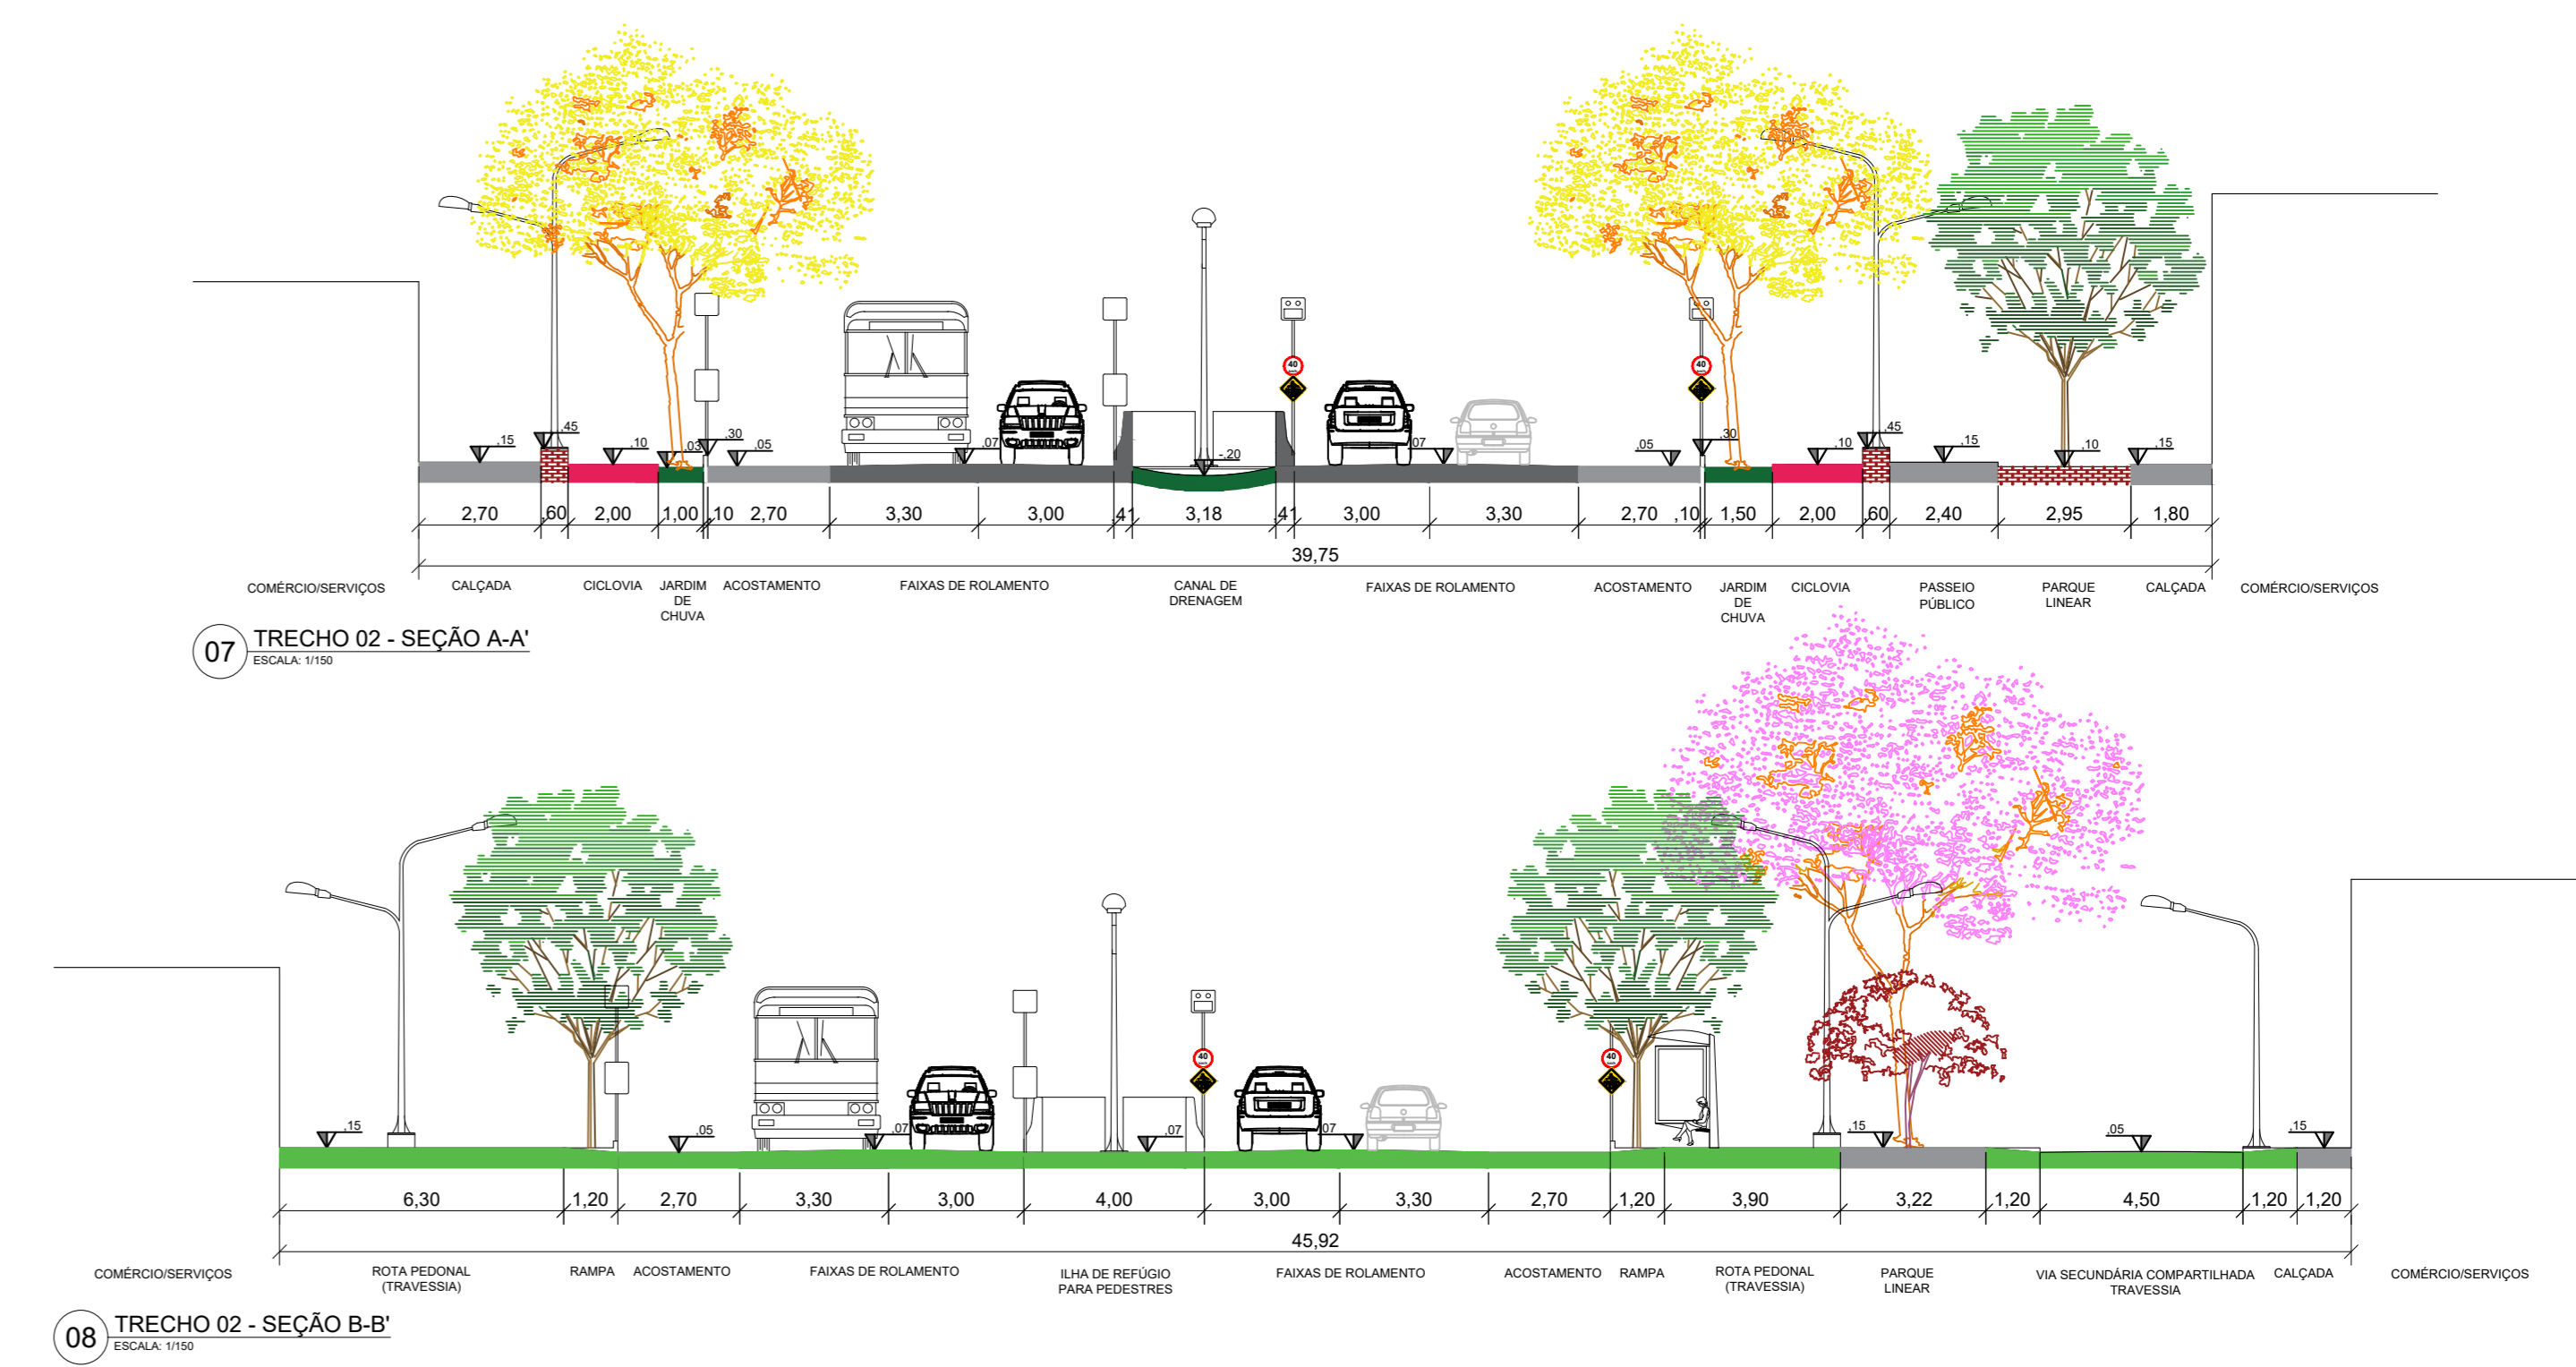 40 40
,15 ,45 ,10 ,03 ,30 ,05 ,07 -,20 ,07 ,05 ,30 ,10 ,45 ,15 ,10 ,15
2,70 ,60 2,00 1,00 ,10 2,70 3,30 3,00 ,41 3,18 ,41 3,00 3,30 2,70 ,10 1,50 2,00 ,60 2,40 2,95 1,80
39,75
COMÉRCIO/SERVIÇOS
CALÇADA
CICLOVIA
JARDIM
DE
CHUVA
ACOSTAMENTO
FAIXAS DE ROLAMENTO
CANAL DE
DRENAGEM
FAIXAS DE ROLAMENTO
ACOSTAMENTO
JARDIM
DE
CHUVA
CICLOVIA
PASSEIO
PÚBLICO
PARQUE
LINEAR
CALÇADA
COMÉRCIO/SERVIÇOS
07
TRECHO 02 - SEÇÃO A-A'
ESCALA: 1/150
40 40
,15 ,05 ,07 ,07 ,07 ,15 ,05 ,15
6,30 1,20 2,70 3,30 3,00 4,00 3,00 3,30 2,70 1,20 3,90 3,22 1,20 4,50 1,20 1,20
45,92
COMÉRCIO/SERVIÇOS
ROTA PEDONAL
(TRAVESSIA)
RAMPA
ACOSTAMENTO
FAIXAS DE ROLAMENTO
ILHA DE REFÚGIO
PARA PEDESTRES
FAIXAS DE ROLAMENTO
ACOSTAMENTO
RAMPA
ROTA PEDONAL
(TRAVESSIA)
PARQUE
LINEAR
VIA SECUNDÁRIA COMPARTILHADA
TRAVESSIA
CALÇADA
COMÉRCIO/SERVIÇOS
08
TRECHO 02 - SEÇÃO B-B'
ESCALA: 1/150